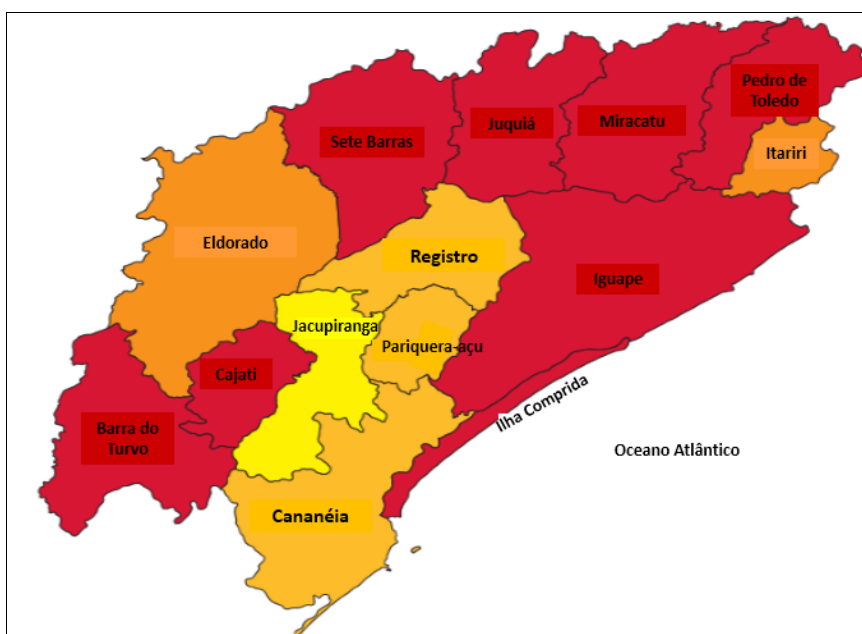 Pedro de
Toledo
Sete Barras
Juquiá
Miracatu
Itariri
Eldorado
Registro
Iguape
Jacupiranga
Pariquera-açu
Cajati
Ilha Comprida
Barra do
Turvo
Oceano Atlântico
Cananéia